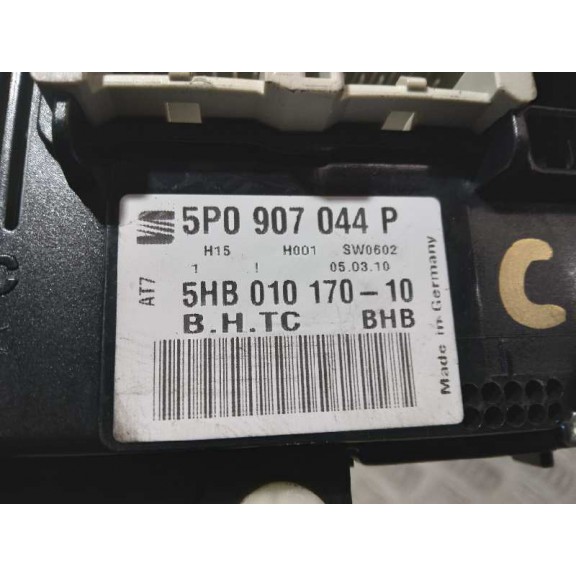 5P0 907 044 P
H15 H001 SW0602
1 ! 05.03.10
AT7
5HB 010 170-10
B.H.TC BHB
Made in Germany
C